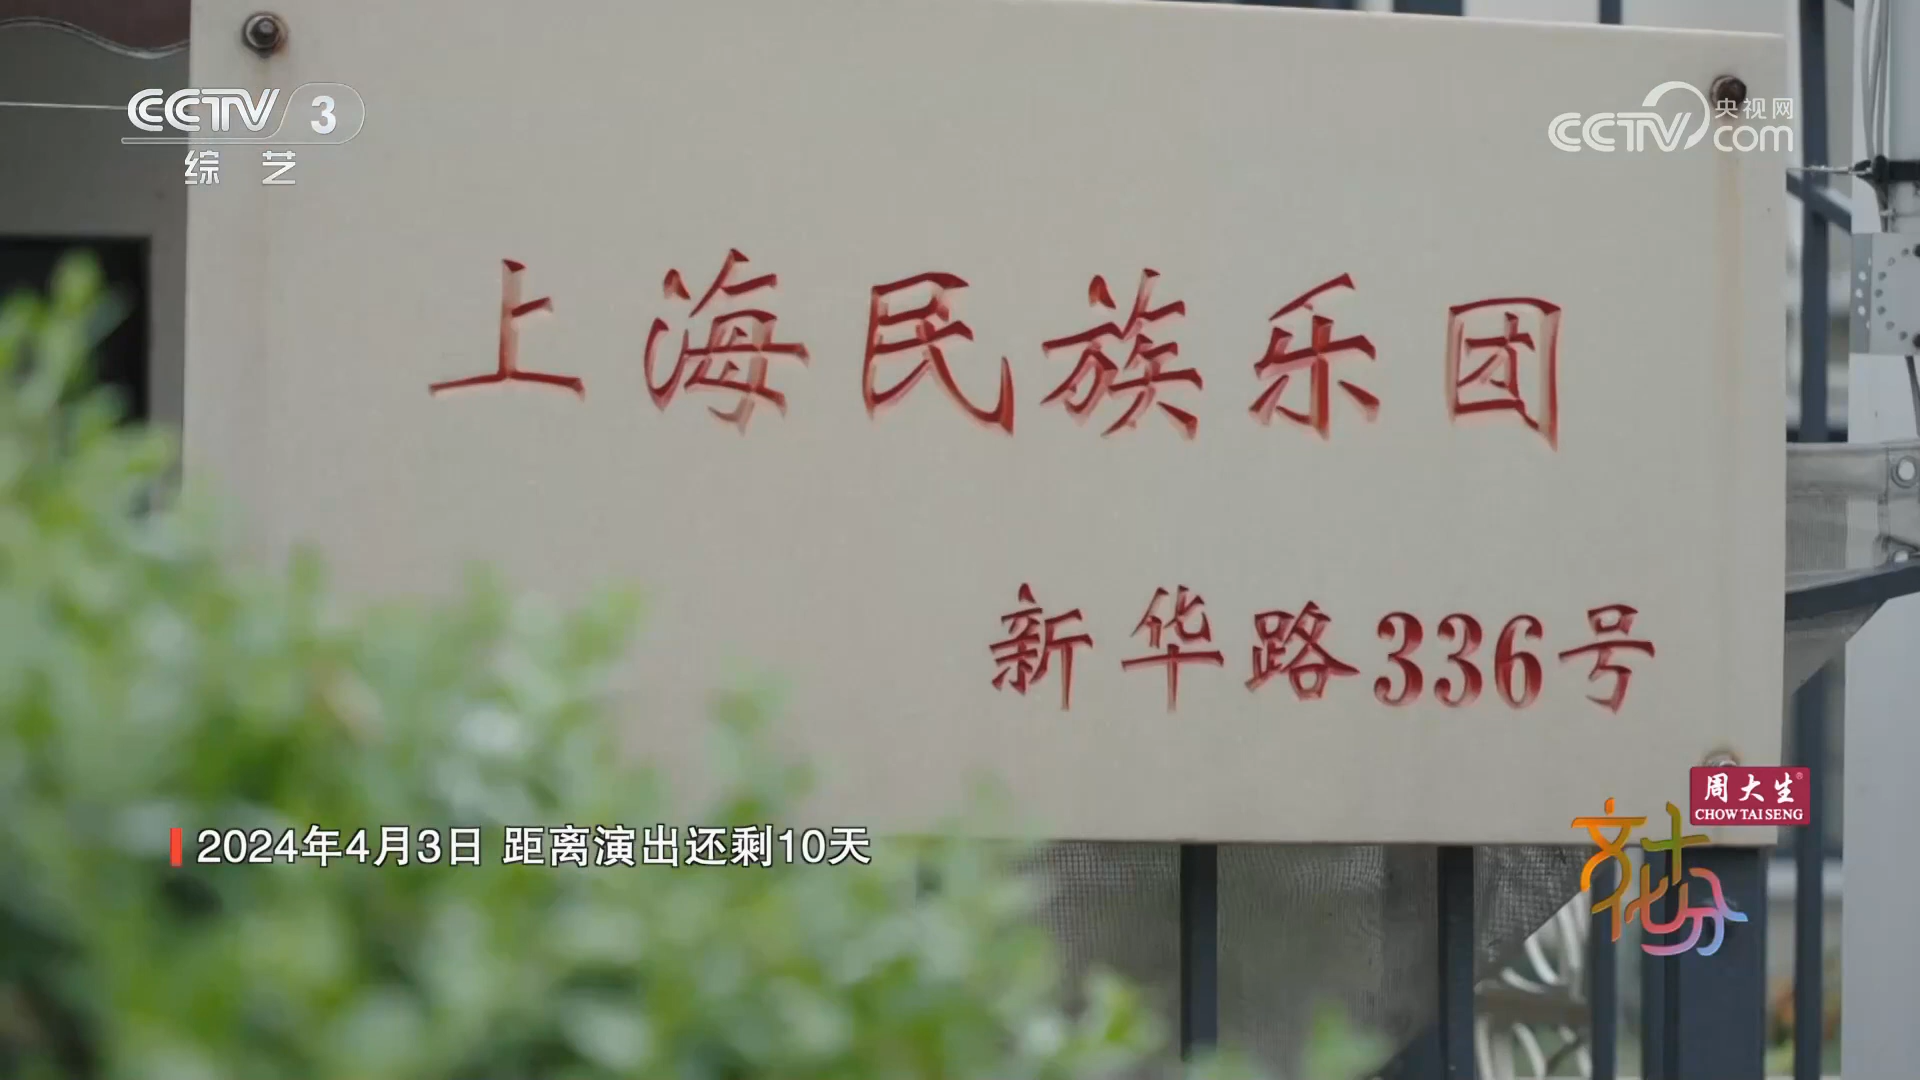 CCTV 3
综艺
央视网
CCTV.com
上海民族乐团
新华路336号
周大生®
CHOW TAI SENG
文化十分
2024年4月3日 距离演出还剩10天